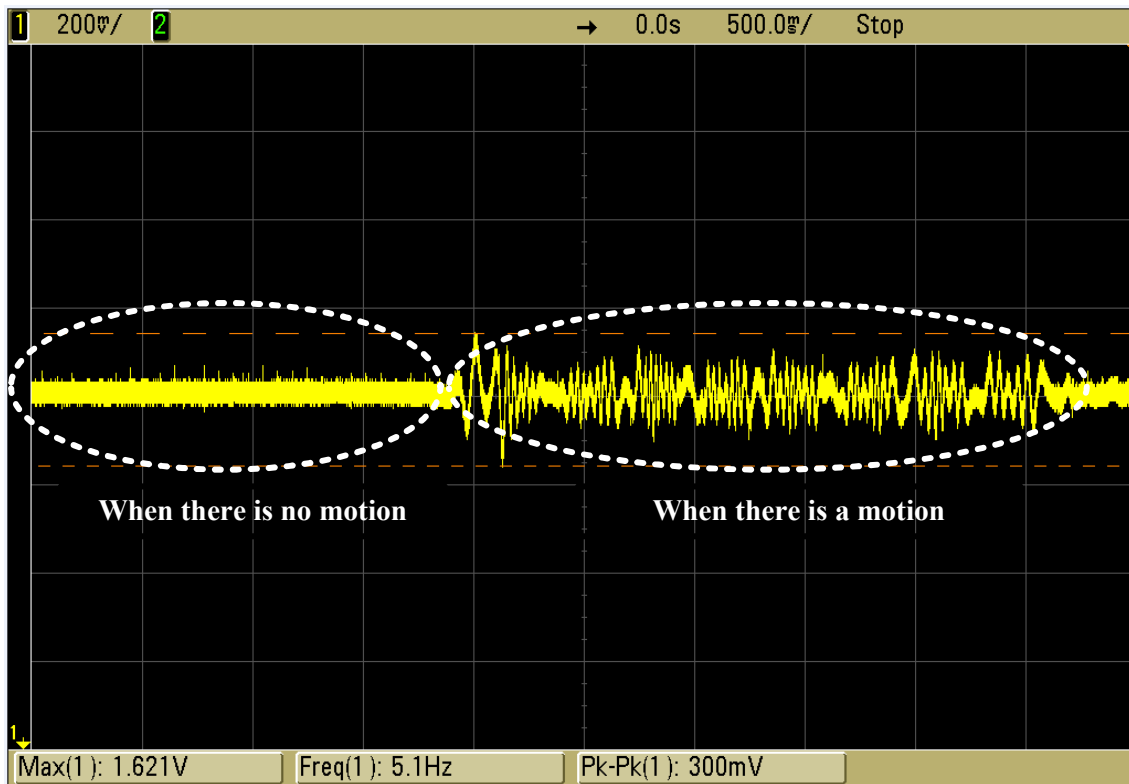 1 200mV/ 2 → 0.0s 500.0ms/ Stop
When there is no motion When there is a motion
1
Max(1): 1.621V Freq(1): 5.1Hz Pk-Pk(1): 300mV